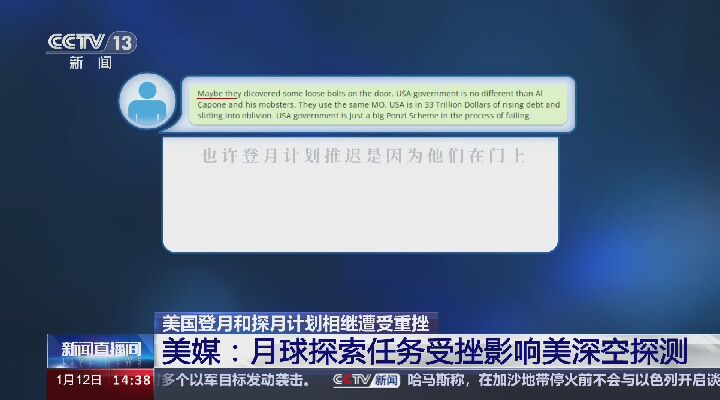 CCTV 13
新闻
Maybe they dicovered some loose bolts on the door. USA government is no different than Al
Capone and his mobsters. They use the same MO. USA is in 33 Trillion Dollars of rising debt and
sliding into oblivion. USA government is just a big Ponzi Scheme in the process of failing.
也许登月计划推迟是因为他们在门上
美国登月和探月计划相继遭受重挫
新闻直播间
美媒：月球探索任务受挫影响美深空探测
1月12日 14:38
多个以军目标发动袭击。 CCTV 新闻 哈马斯称，在加沙地带停火前不会与以色列开启谈